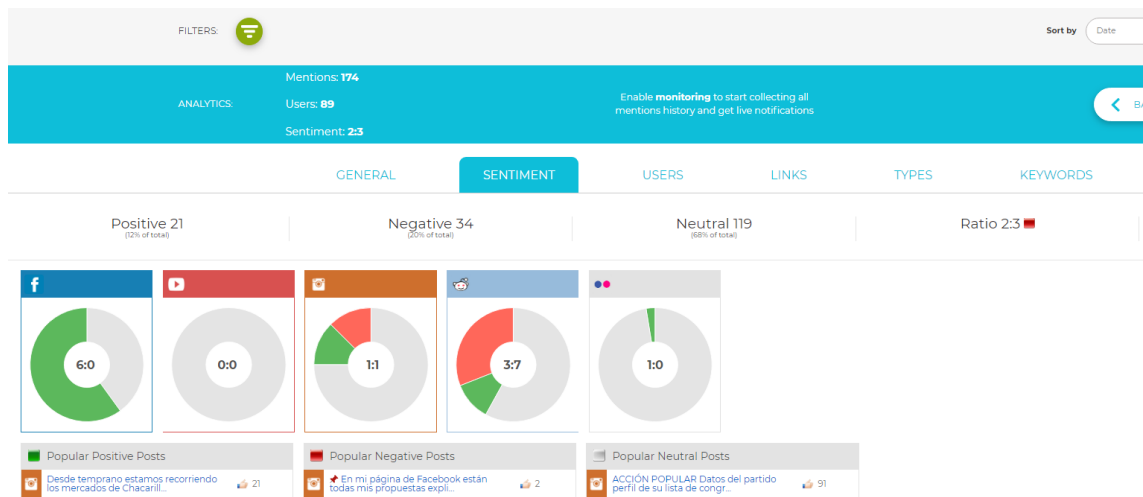 FILTERS:
Sort by
Date
ANALYTICS:
Mentions: 174
Users: 89
Sentiment: 2:3
Enable monitoring to start collecting all
mentions history and get live notifications
GENERAL
SENTIMENT
USERS
LINKS
TYPES
KEYWORDS
Positive 21
(12% of total)
Negative 34
(20% of total)
Neutral 119
(68% of total)
Ratio 2:3
6:0
0:0
1:1
3:7
1:0
Popular Positive Posts
Desde temprano estamos recorriendo
los mercados de Chacarill...
21
Popular Negative Posts
En mi página de Facebook están
todas mis propuestas expli...
2
Popular Neutral Posts
ACCIÓN POPULAR Datos del partido
perfil de su lista de congr...
91